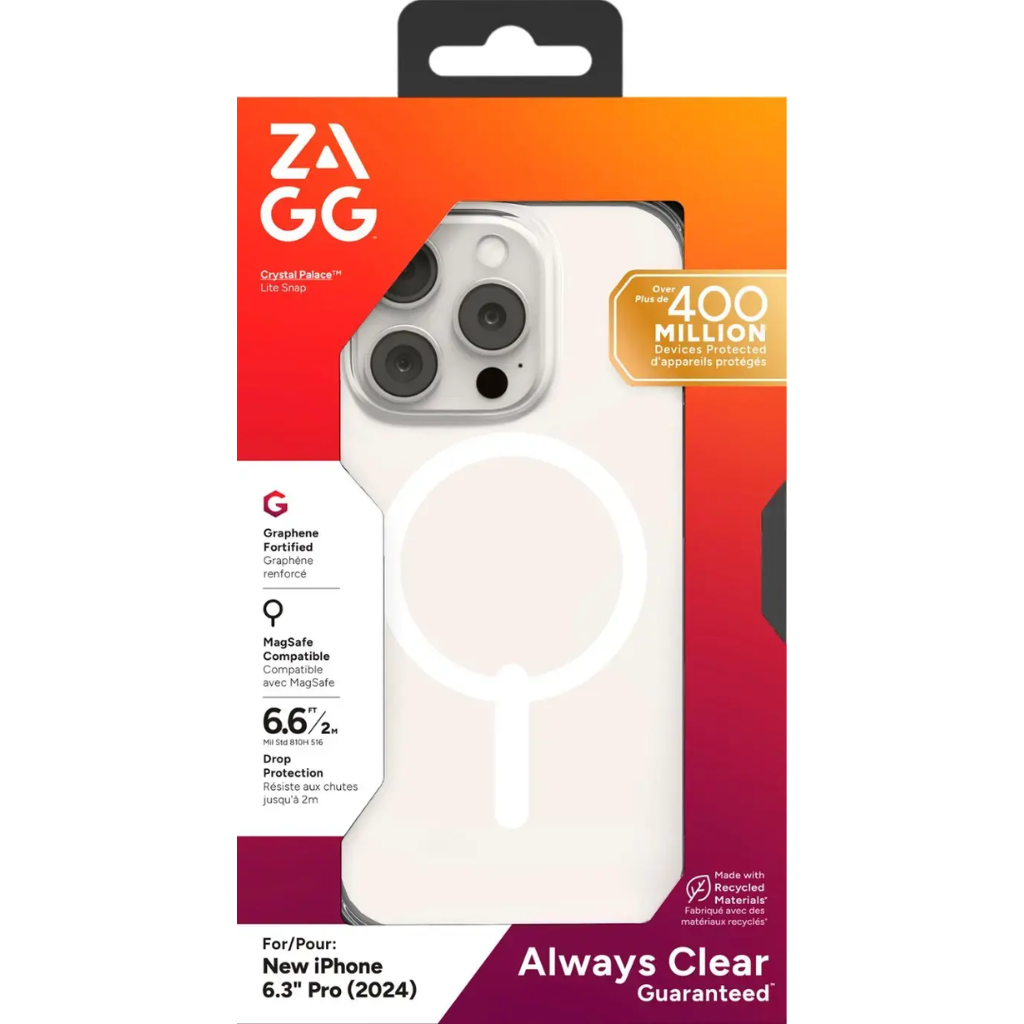 ZAGG
Crystal Palace™
Lite Snap
Over
Plus de
400
MILLION
Devices Protected
d'appareils protégés
G
Graphene
Fortified
Graphène
renforcé
MagSafe
Compatible
Compatible
avec MagSafe
6.6FT/2M
Mil Std 810H 516
Drop
Protection
Résiste aux chutes
jusqu'à 2m
Made with
Recycled
Materials*
Fabriqué avec des
matériaux recyclés*
For/Pour:
New iPhone
6.3" Pro (2024)
Always Clear
Guaranteed™